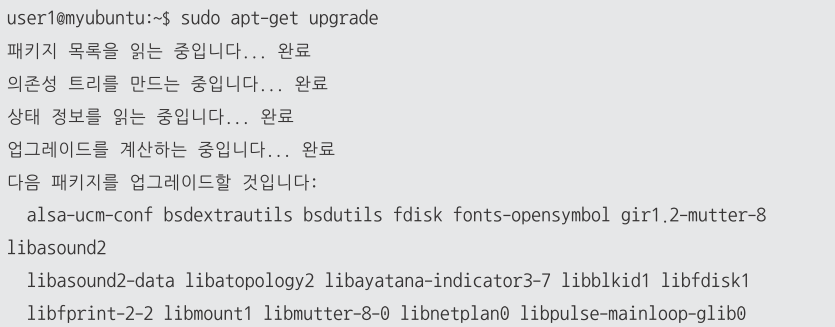 user1@myubuntu:~$ sudo apt-get upgrade
패키지 목록을 읽는 중입니다... 완료
의존성 트리를 만드는 중입니다... 완료
상태 정보를 읽는 중입니다... 완료
업그레이드를 계산하는 중입니다... 완료
다음 패키지를 업그레이드할 것입니다:
alsa-ucm-conf bsdextrautils bsdutils fdisk fonts-opensymbol gir1.2-mutter-8
libasound2
libasound2-data libatopology2 libayatana-indicator3-7 libblkid1 libfdisk1
libfprint-2-2 libmount1 libmutter-8-0 libnetplan0 libpulse-mainloop-glib0